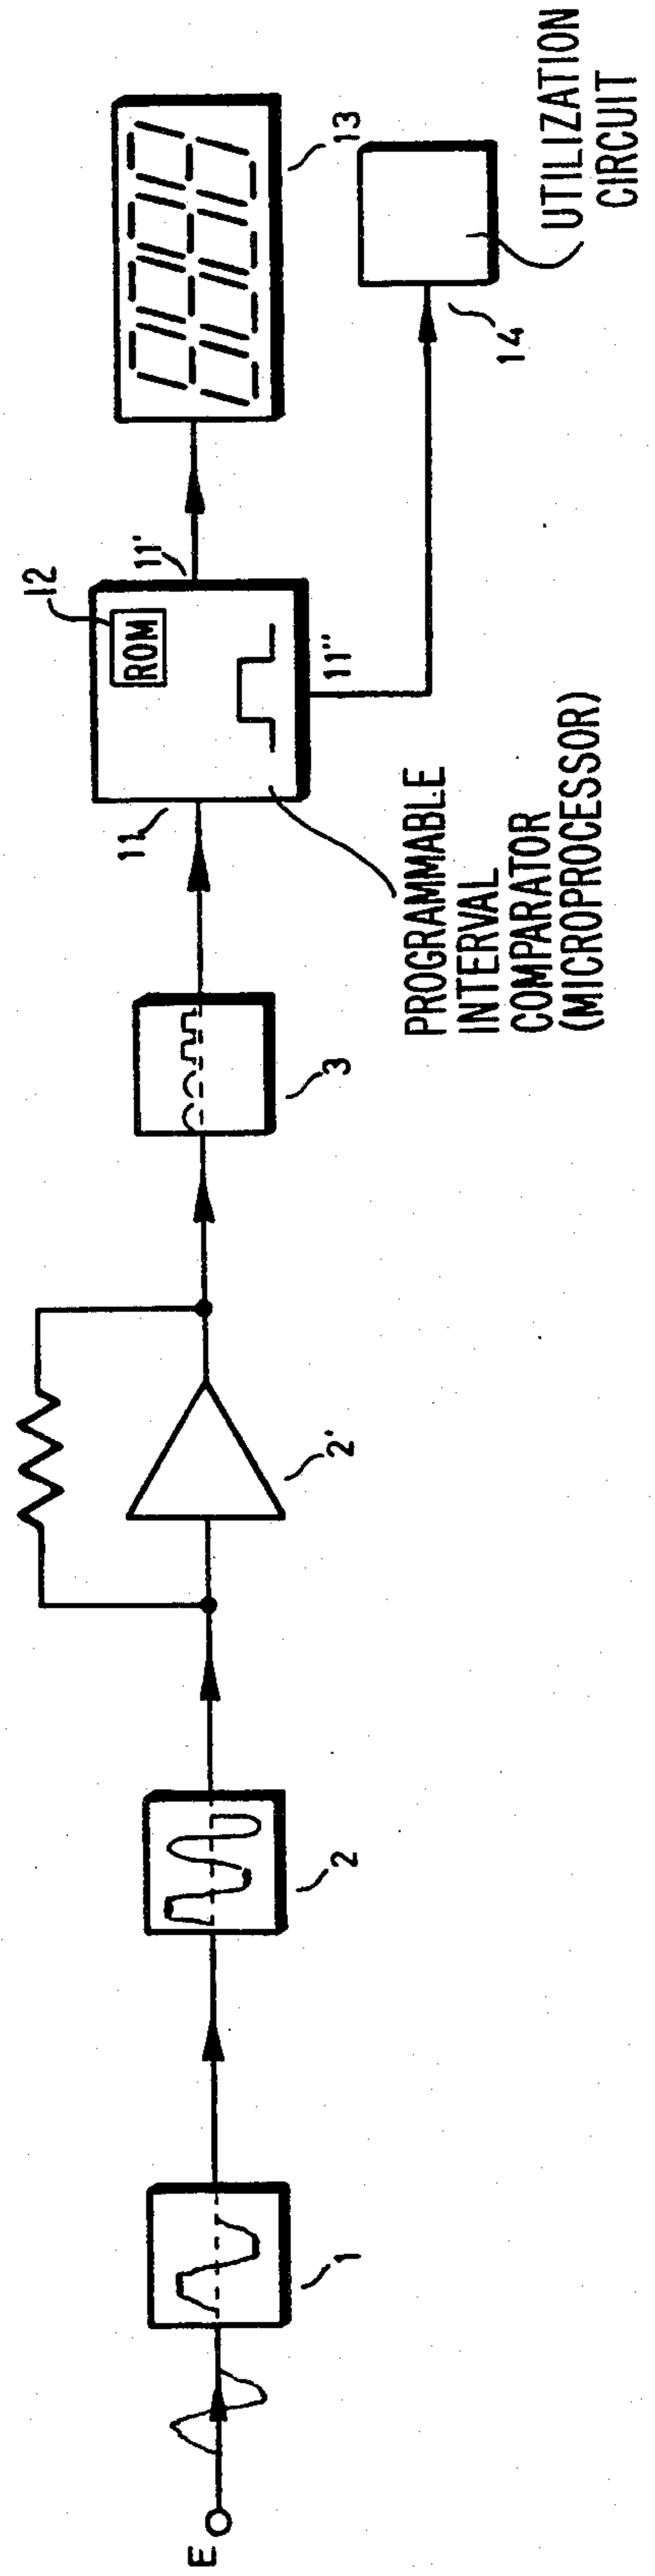 E
1
2
2'
3
11
12
ROM
11'
11"
13
14
PROGRAMMABLE
INTERVAL
COMPARATOR
(MICROPROCESSOR)
UTILIZATION
CIRCUIT